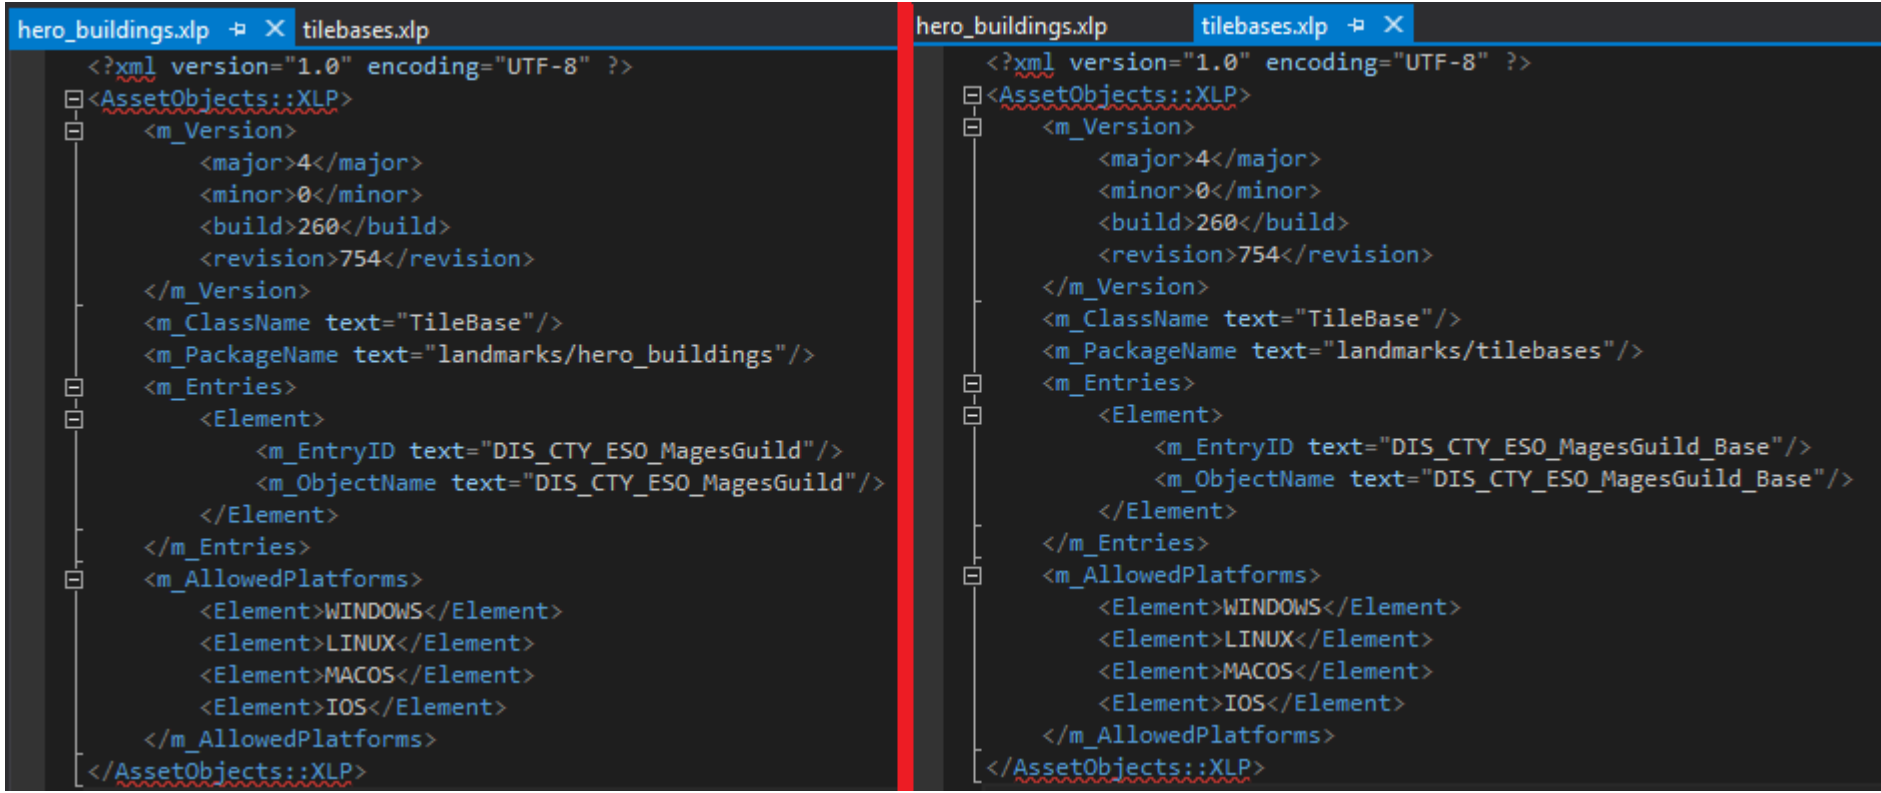 hero_buildings.xlp tilebases.xlp
<?xml version="1.0" encoding="UTF-8" ?>
<AssetObjects::XLP>
<m_Version>
<major>4</major>
<minor>0</minor>
<build>260</build>
<revision>754</revision>
</m_Version>
<m_ClassName text="TileBase"/>
<m_PackageName text="landmarks/hero_buildings"/>
<m_Entries>
<Element>
<m_EntryID text="DIS_CTY_ESO_MagesGuild"/>
<m_ObjectName text="DIS_CTY_ESO_MagesGuild"/>
</Element>
</m_Entries>
<m_AllowedPlatforms>
<Element>WINDOWS</Element>
<Element>LINUX</Element>
<Element>MACOS</Element>
<Element>IOS</Element>
</m_AllowedPlatforms>
</AssetObjects::XLP>
hero_buildings.xlp tilebases.xlp
<?xml version="1.0" encoding="UTF-8" ?>
<AssetObjects::XLP>
<m_Version>
<major>4</major>
<minor>0</minor>
<build>260</build>
<revision>754</revision>
</m_Version>
<m_ClassName text="TileBase"/>
<m_PackageName text="landmarks/tilebases"/>
<m_Entries>
<Element>
<m_EntryID text="DIS_CTY_ESO_MagesGuild_Base"/>
<m_ObjectName text="DIS_CTY_ESO_MagesGuild_Base"/>
</Element>
</m_Entries>
<m_AllowedPlatforms>
<Element>WINDOWS</Element>
<Element>LINUX</Element>
<Element>MACOS</Element>
<Element>IOS</Element>
</m_AllowedPlatforms>
</AssetObjects::XLP>